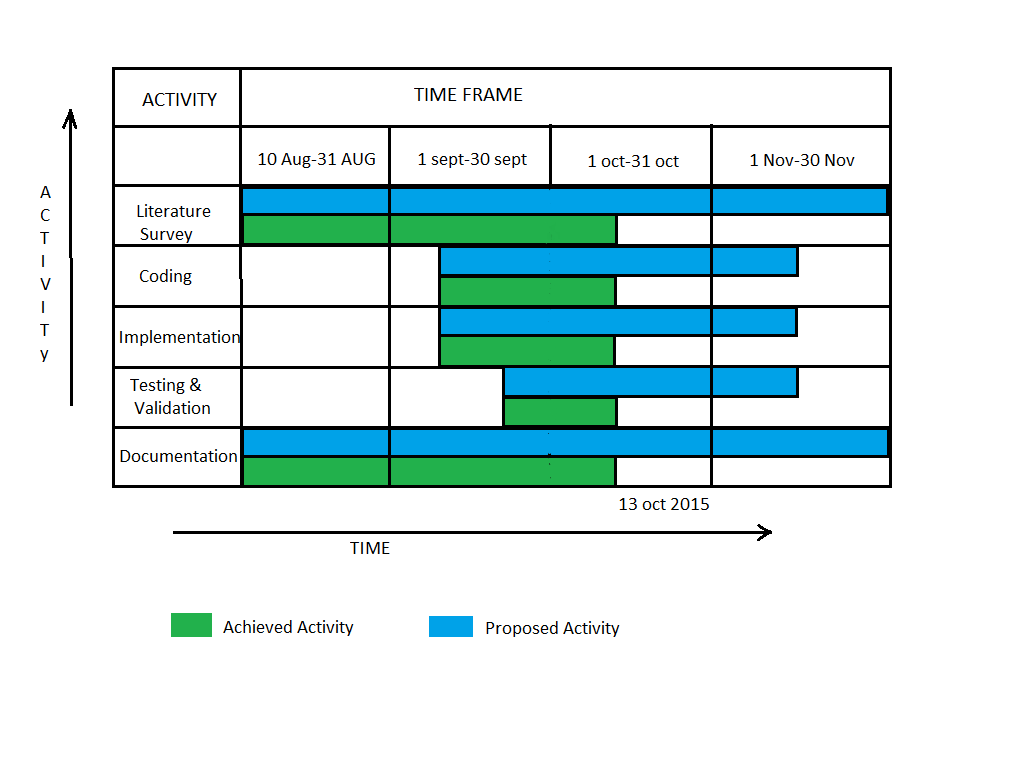 ACTIVITY
TIME FRAME
10 Aug-31 AUG
1 sept-30 sept
1 oct-31 oct
1 Nov-30 Nov
A
C
T
I
V
I
T
y
Literature
Survey
Coding
Implementation
Testing &
Validation
Documentation
13 oct 2015
TIME
Achieved Activity
Proposed Activity